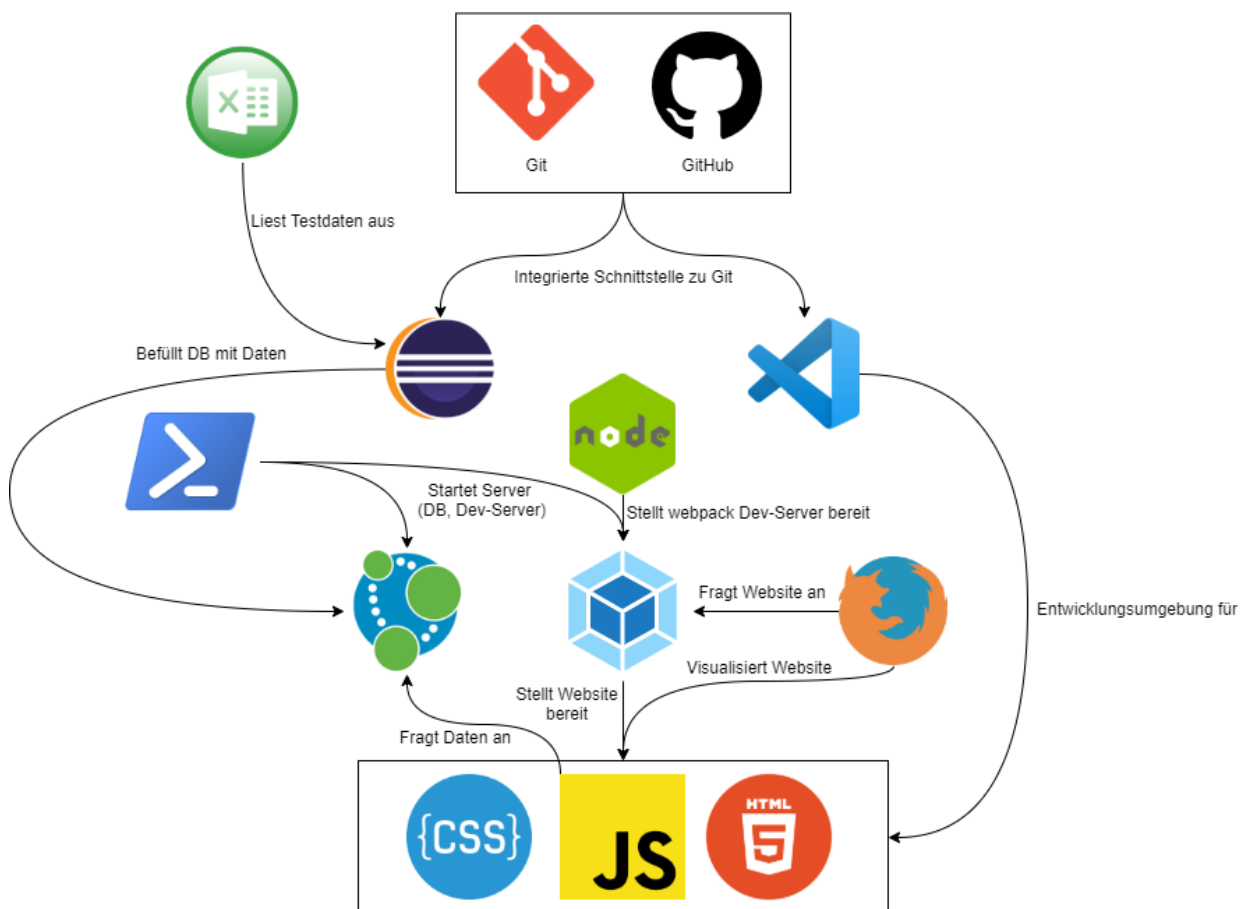 Git
GitHub
Liest Testdaten aus
Integrierte Schnittstelle zu Git
Befüllt DB mit Daten
node
Startet Server
(DB, Dev-Server)
Stellt webpack Dev-Server bereit
Fragt Website an
Entwicklungsumgebung für
Visualisiert Website
Stellt Website
bereit
Fragt Daten an
{CSS}
JS
HTML
5